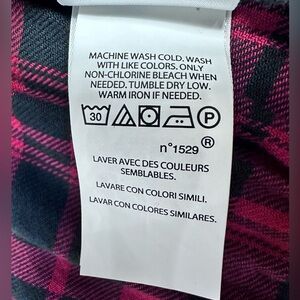 MACHINE WASH COLD. WASH
WITH LIKE COLORS. ONLY
NON-CHLORINE BLEACH WHEN
NEEDED. TUMBLE DRY LOW.
WARM IRON IF NEEDED.
30 P
n°1529 ®
LAVER AVEC DES COULEURS
SEMBLABLES.
LAVARE CON COLORI SIMILI.
LAVAR CON COLORES SIMILARES.